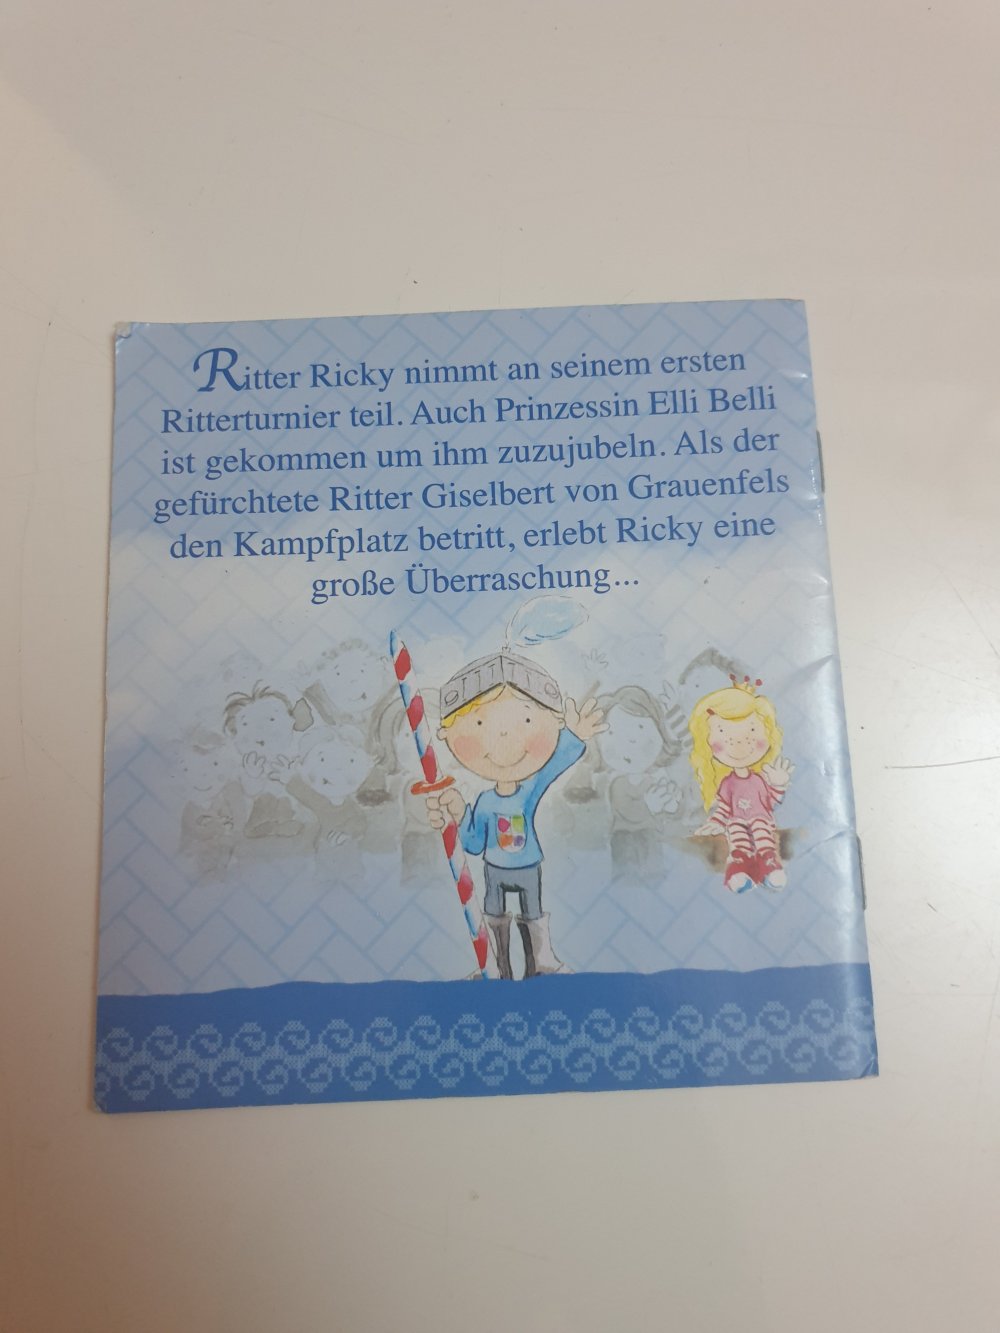 Ritter Ricky nimmt an seinem ersten
Ritterturnier teil. Auch Prinzessin Elli Belli
ist gekommen um ihm zuzujubeln. Als der
gefürchtete Ritter Giselbert von Grauenfels
den Kampfplatz betritt, erlebt Ricky eine
große Überraschung...